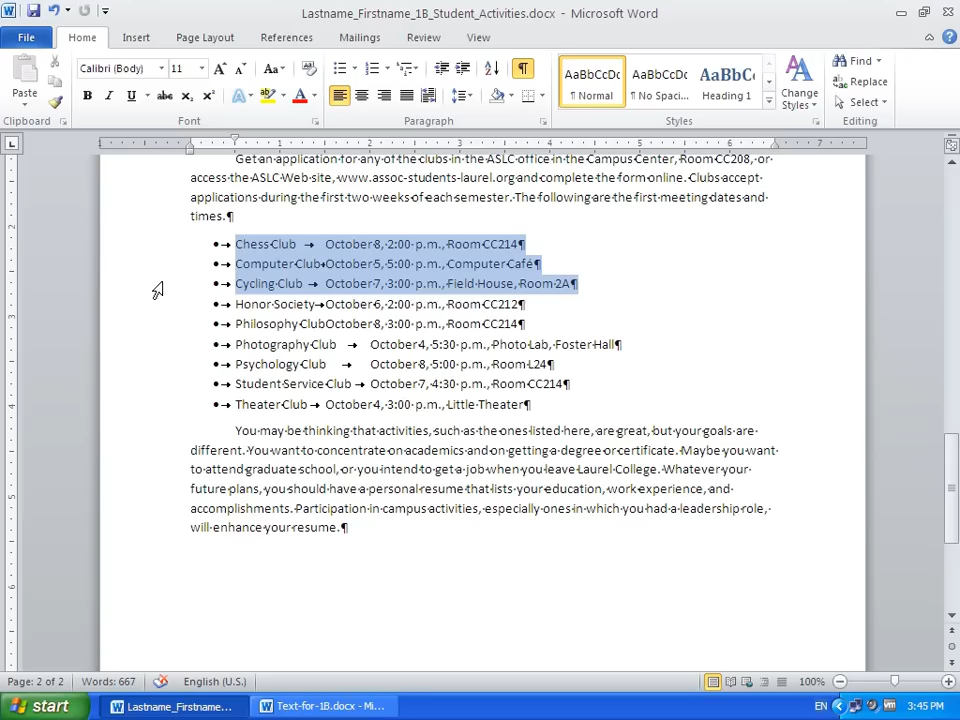 Lastname_Firstname_1B_Student_Activities.docx - Microsoft Word
File Home Insert Page Layout References Mailings Review View
Paste
Calibri (Body) 11
Clipboard Font Paragraph Styles Editing
AaBbCcDc AaBbCcDc AaBbC
¶ Normal ¶ No Spaci... Heading 1
Change Styles
Find
Replace
Select
Get an application for any of the clubs in the ASLC office in the Campus Center, Room CC208, or
access the ASLC Web site, www.assoc-students-laurel.org and complete the form online. Clubs accept
applications during the first two weeks of each semester. The following are the first meeting dates and
times.¶
• → Chess Club → October 8, 2:00 p.m., Room CC214¶
• → Computer Club → October 5, 5:00 p.m., Computer Café¶
• → Cycling Club → October 7, 3:00 p.m., Field House, Room 2A¶
• → Honor Society → October 6, 2:00 p.m., Room CC212¶
• → Philosophy Club October 8, 3:00 p.m., Room CC214¶
• → Photography Club → October 4, 5:30 p.m., Photo Lab, Foster Hall¶
• → Psychology Club → October 8, 5:00 p.m., Room L24¶
• → Student Service Club → October 7, 4:30 p.m., Room CC214¶
• → Theater Club → October 4, 3:00 p.m., Little Theater¶
You may be thinking that activities, such as the ones listed here, are great, but your goals are
different. You want to concentrate on academics and on getting a degree or certificate. Maybe you want
to attend graduate school, or you intend to get a job when you leave Laurel College. Whatever your
future plans, you should have a personal resume that lists your education, work experience, and
accomplishments. Participation in campus activities, especially ones in which you had a leadership role,
will enhance your resume.¶
Page: 2 of 2 Words: 667 English (U.S.) 100%
start Lastname_Firstname... Text-for-1B.docx - Mi... EN 3:45 PM